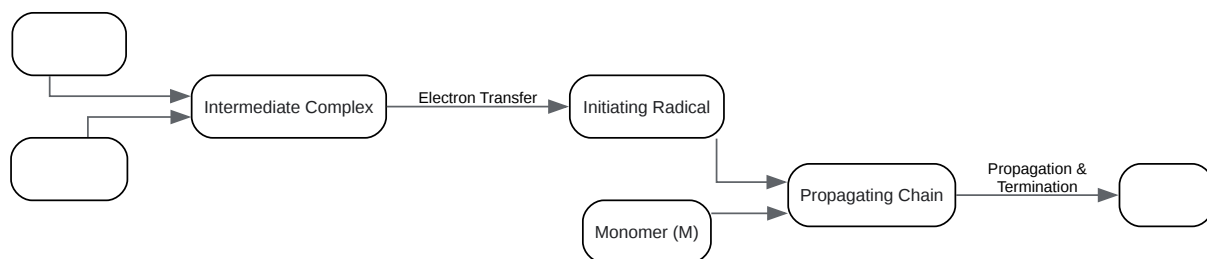 Intermediate Complex
Electron Transfer
Initiating Radical
Monomer (M)
Propagating Chain
Propagation &
Termination